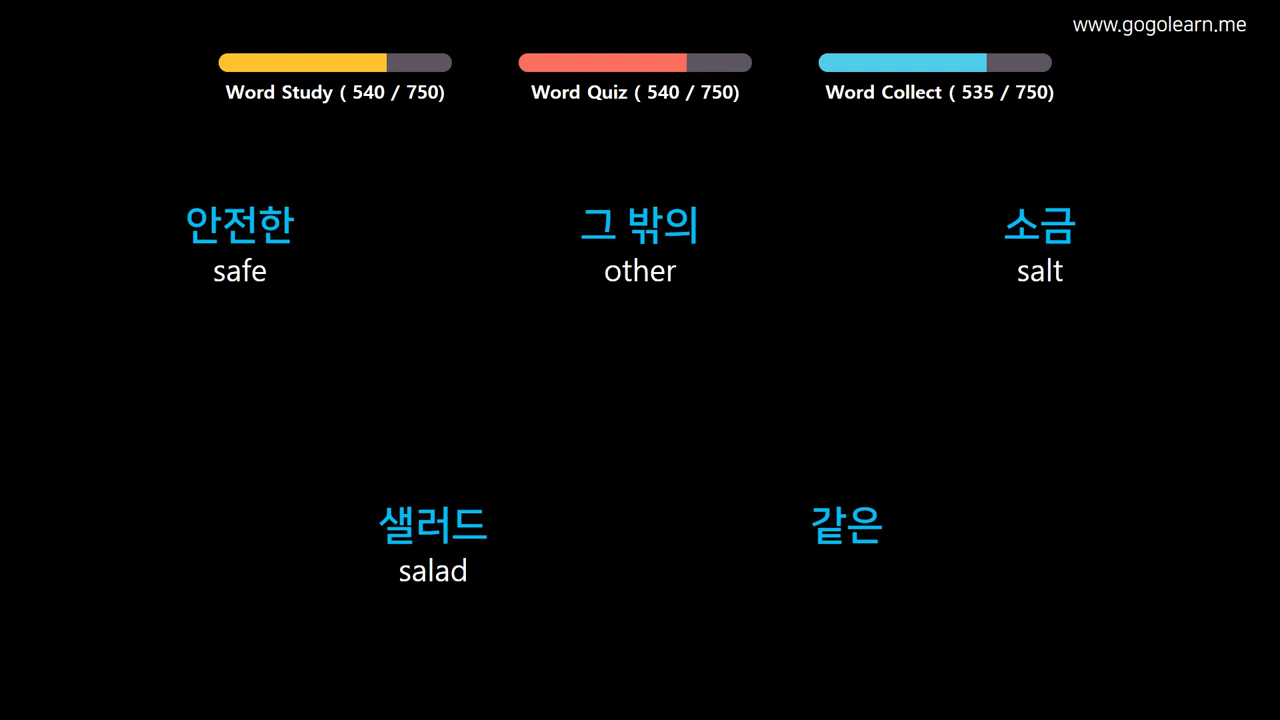 www.gogolearn.me
Word Study ( 540 / 750)
Word Quiz ( 540 / 750)
Word Collect ( 535 / 750)
안전한
safe
그 밖의
other
소금
salt
샐러드
salad
같은